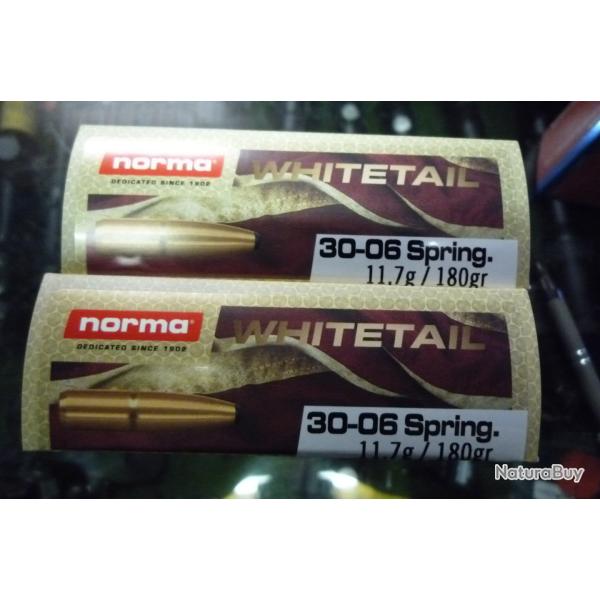 norma
WHITETAIL
DEDICATED SINCE 1902
30-06 Spring.
11.7g / 180gr
norma
WHITETAIL
DEDICATED SINCE 1902
30-06 Spring.
11.7g / 180gr
NaturaBuy